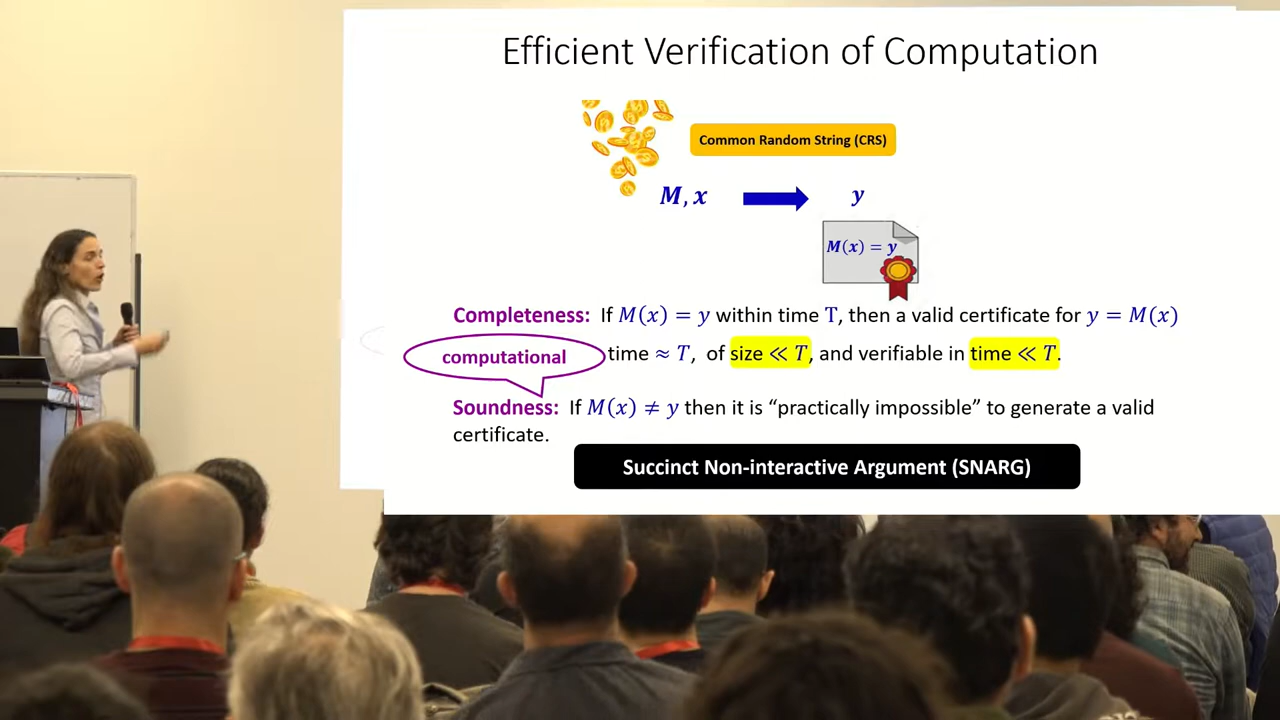 Efficient Verification of Computation
Common Random String (CRS)
M, x
y
M(x) = y
Completeness: If M(x) = y within time T, then a valid certificate for y = M(x)
computational
time ≈ T, of size ≪ T, and verifiable in time ≪ T.
Soundness: If M(x) ≠ y then it is “practically impossible” to generate a valid
certificate.
Succinct Non-interactive Argument (SNARG)